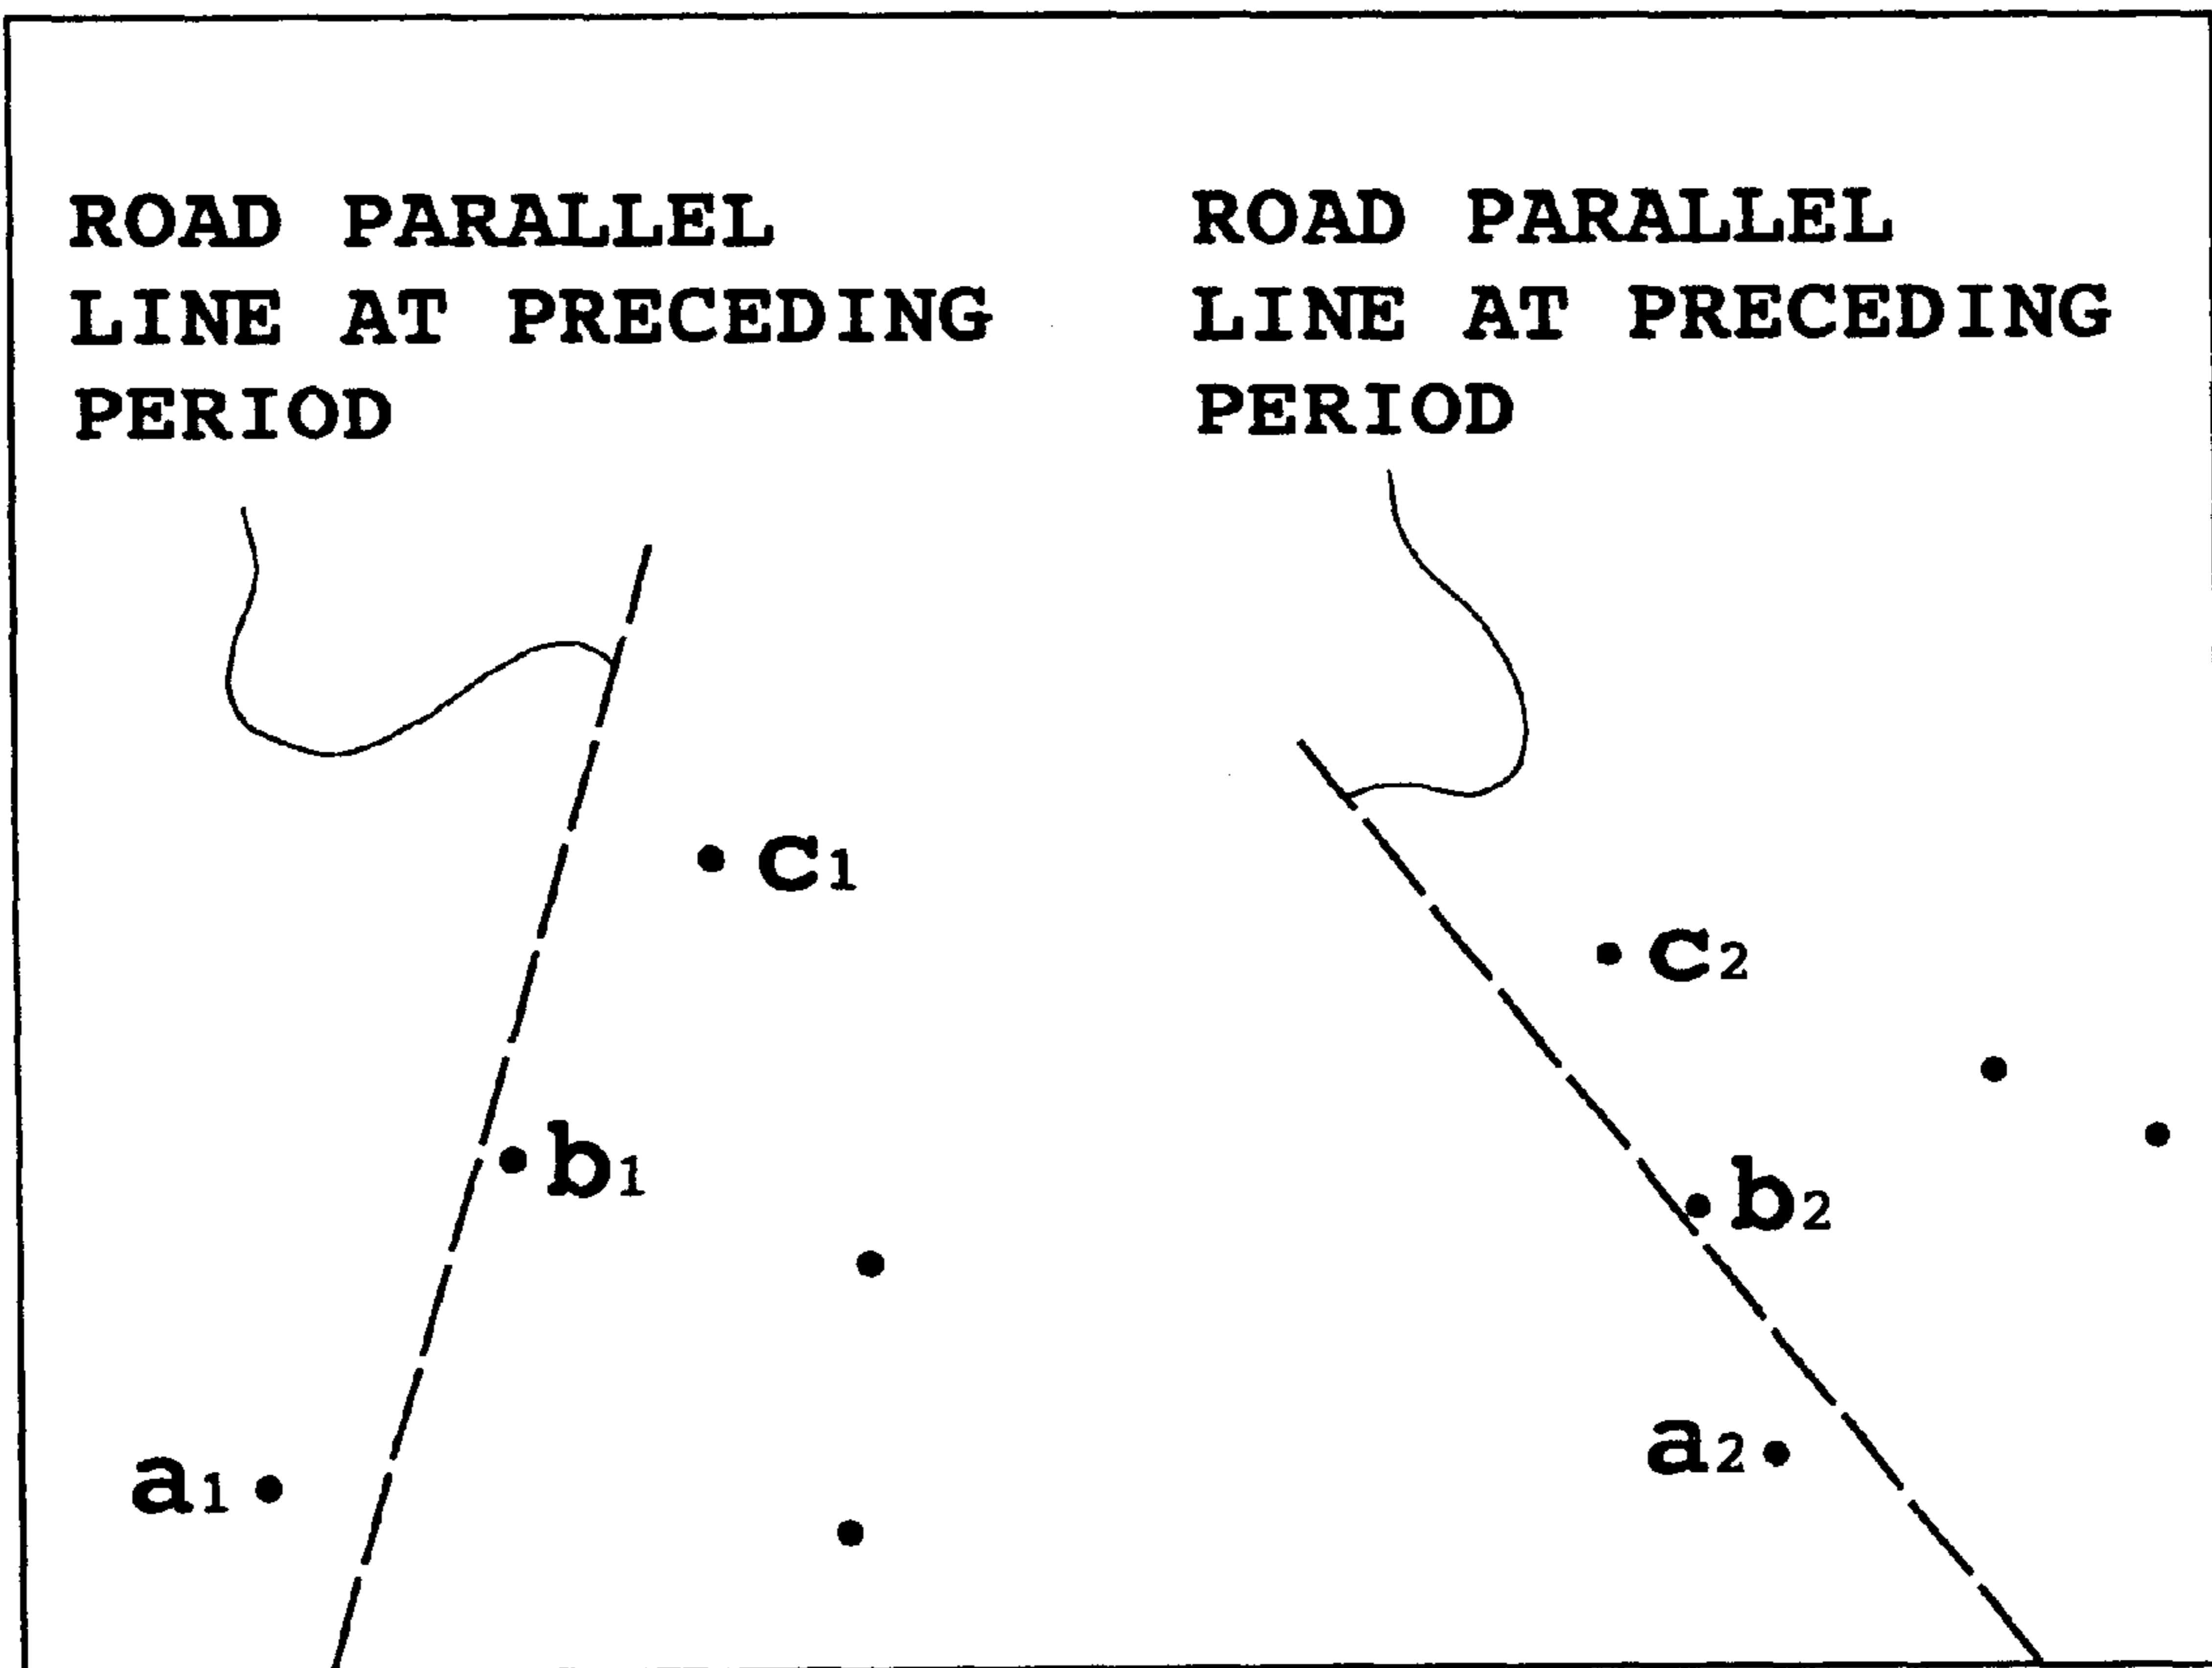 ROAD PARALLEL
LINE AT PRECEDING
PERIOD
ROAD PARALLEL
LINE AT PRECEDING
PERIOD
c1
c2
b1
b2
a1
a2